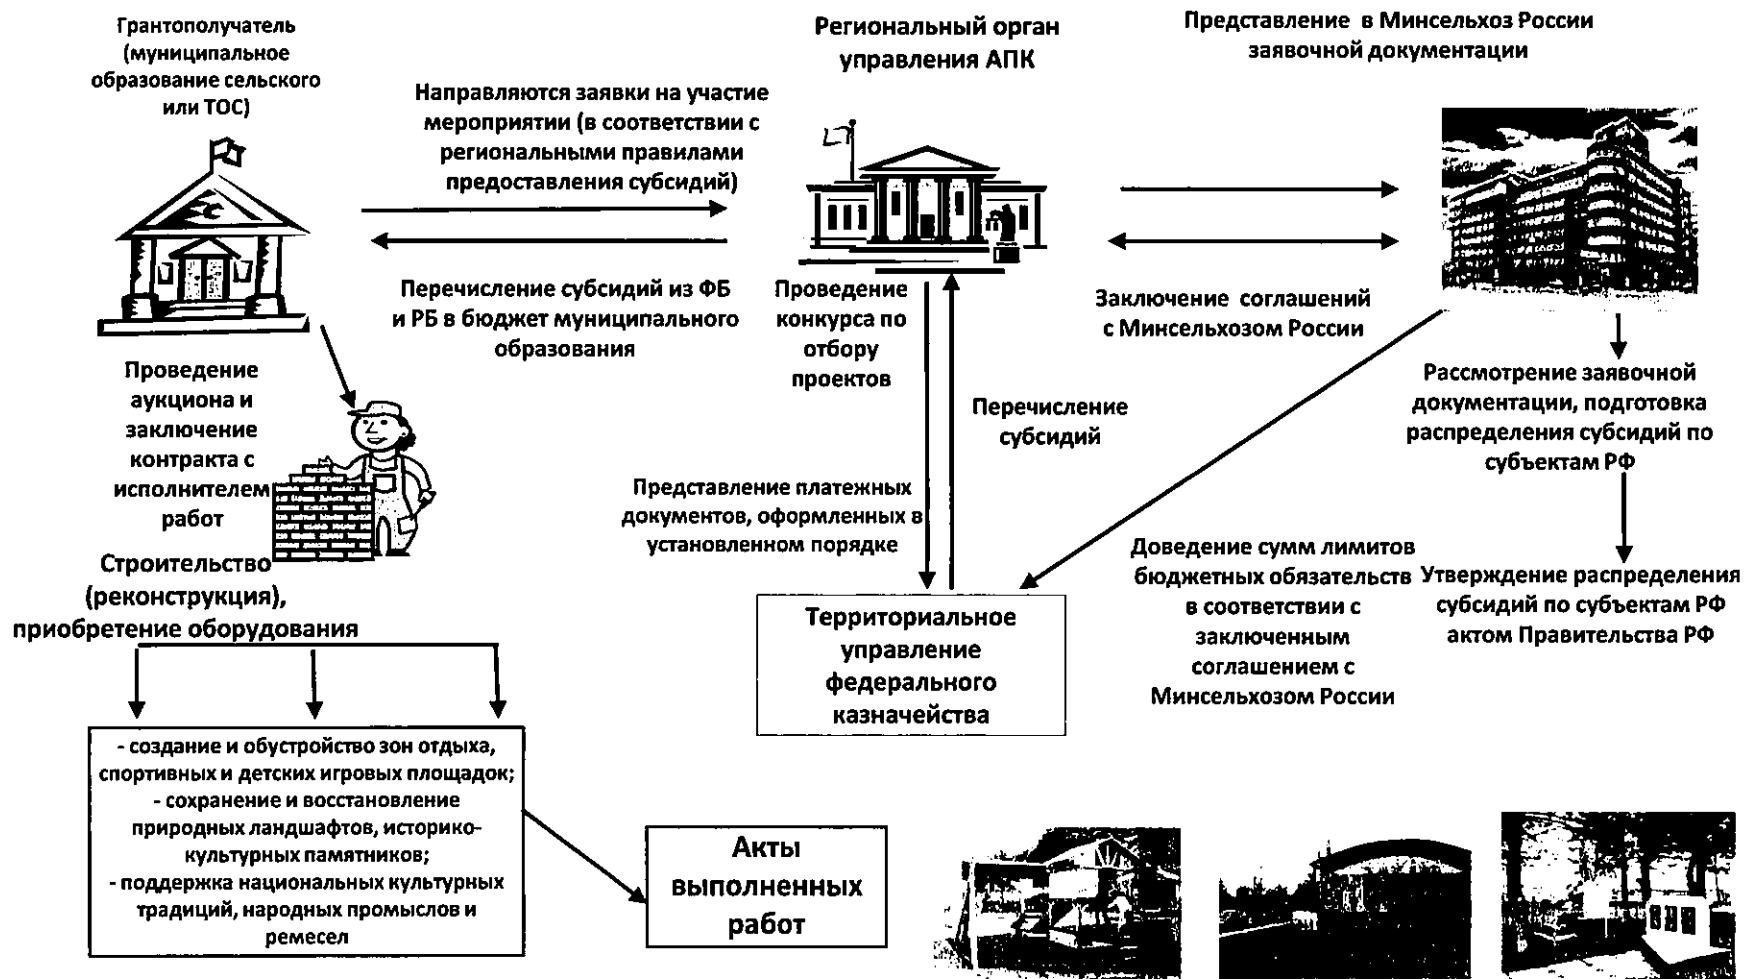 Грантополучатель
(муниципальное
образование сельского
или ТОС)
Направляются заявки на участие
мероприятии (в соответствии с
региональными правилами
предоставления субсидий)
Региональный орган
управления АПК
Представление в Минсельхоз России
заявочной документации
Перечисление субсидий из ФБ
и РБ в бюджет муниципального
образования
Проведение
конкурса по
отбору
проектов
Заключение соглашений
с Минсельхозом России
Проведение
аукциона и
заключение
контракта с
исполнителем
работ
Перечисление
субсидий
Рассмотрение заявочной
документации, подготовка
распределения субсидий по
субъектам РФ
Представление платежных
документов, оформленных в
установленном порядке
Строительство
(реконструкция),
приобретение оборудования
Доведение сумм лимитов
бюджетных обязательств
в соответствии с
заключенным
соглашением с
Минсельхозом России
Утверждение распределения
субсидий по субъектам РФ
актом Правительства РФ
Территориальное
управление
федерального
казначейства
- создание и обустройство зон отдыха,
спортивных и детских игровых площадок;
- сохранение и восстановление
природных ландшафтов, историко-
культурных памятников;
- поддержка национальных культурных
традиций, народных промыслов и
ремесел
Акты
выполненных
работ